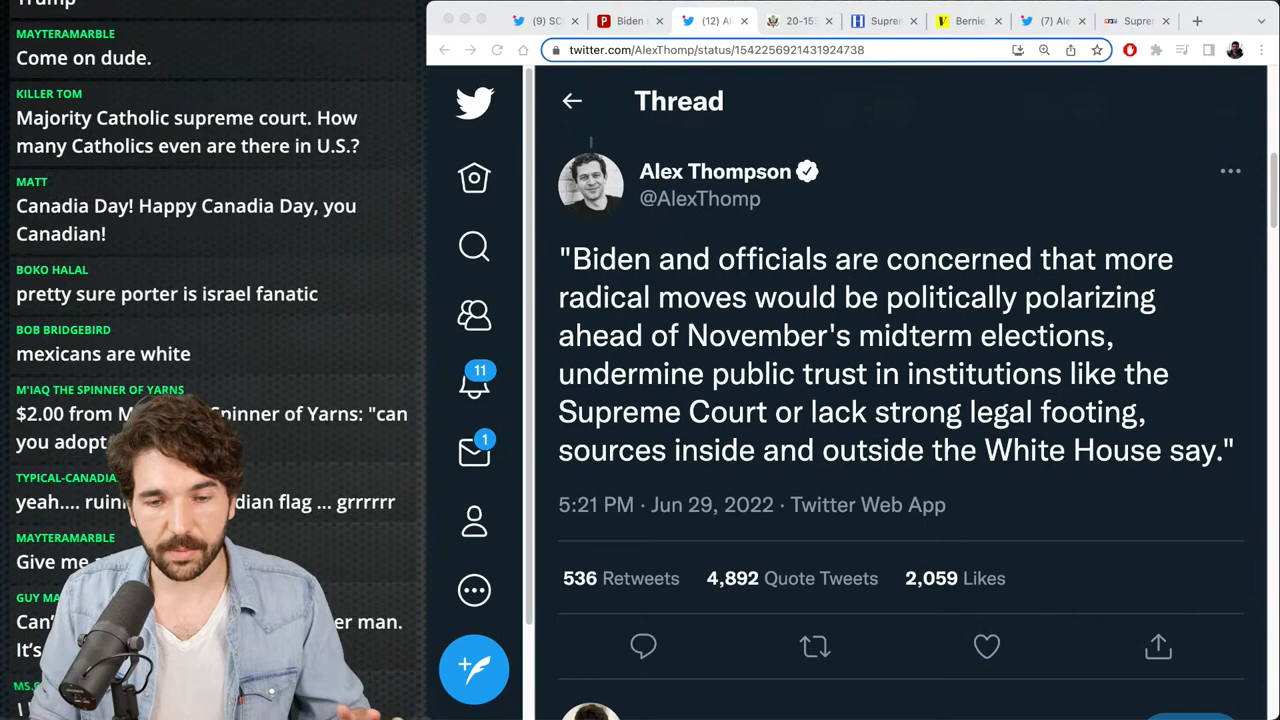 Trump
MAYTERAMARBLE
Come on dude.
KILLER TOM
Majority Catholic supreme court. How
many Catholics even are there in U.S.?
MATT
Canadia Day! Happy Canadia Day, you
Canadian!
BOKO HALAL
pretty sure porter is israel fanatic
BOB BRIDGEBIRD
mexicans are white
M'IAQ THE SPINNER OF YARNS
$2.00 from M Spinner of Yarns: "can
you adopt
TYPICAL-CANADIA
yeah.... ruin dian flag ... grrrrr
MAYTERAMARBLE
Give me
GUY MA
Can' er man.
It's
MS.
(9) SC
Biden
(12) Al
20-15
Suprem
Bernie
(7) Ale
Suprem
twitter.com/AlexThomp/status/1542256921431924738
Thread
Alex Thompson
@AlexThomp
"Biden and officials are concerned that more
radical moves would be politically polarizing
ahead of November's midterm elections,
undermine public trust in institutions like the
Supreme Court or lack strong legal footing,
sources inside and outside the White House say."
5:21 PM · Jun 29, 2022 · Twitter Web App
536 Retweets 4,892 Quote Tweets 2,059 Likes
11
1